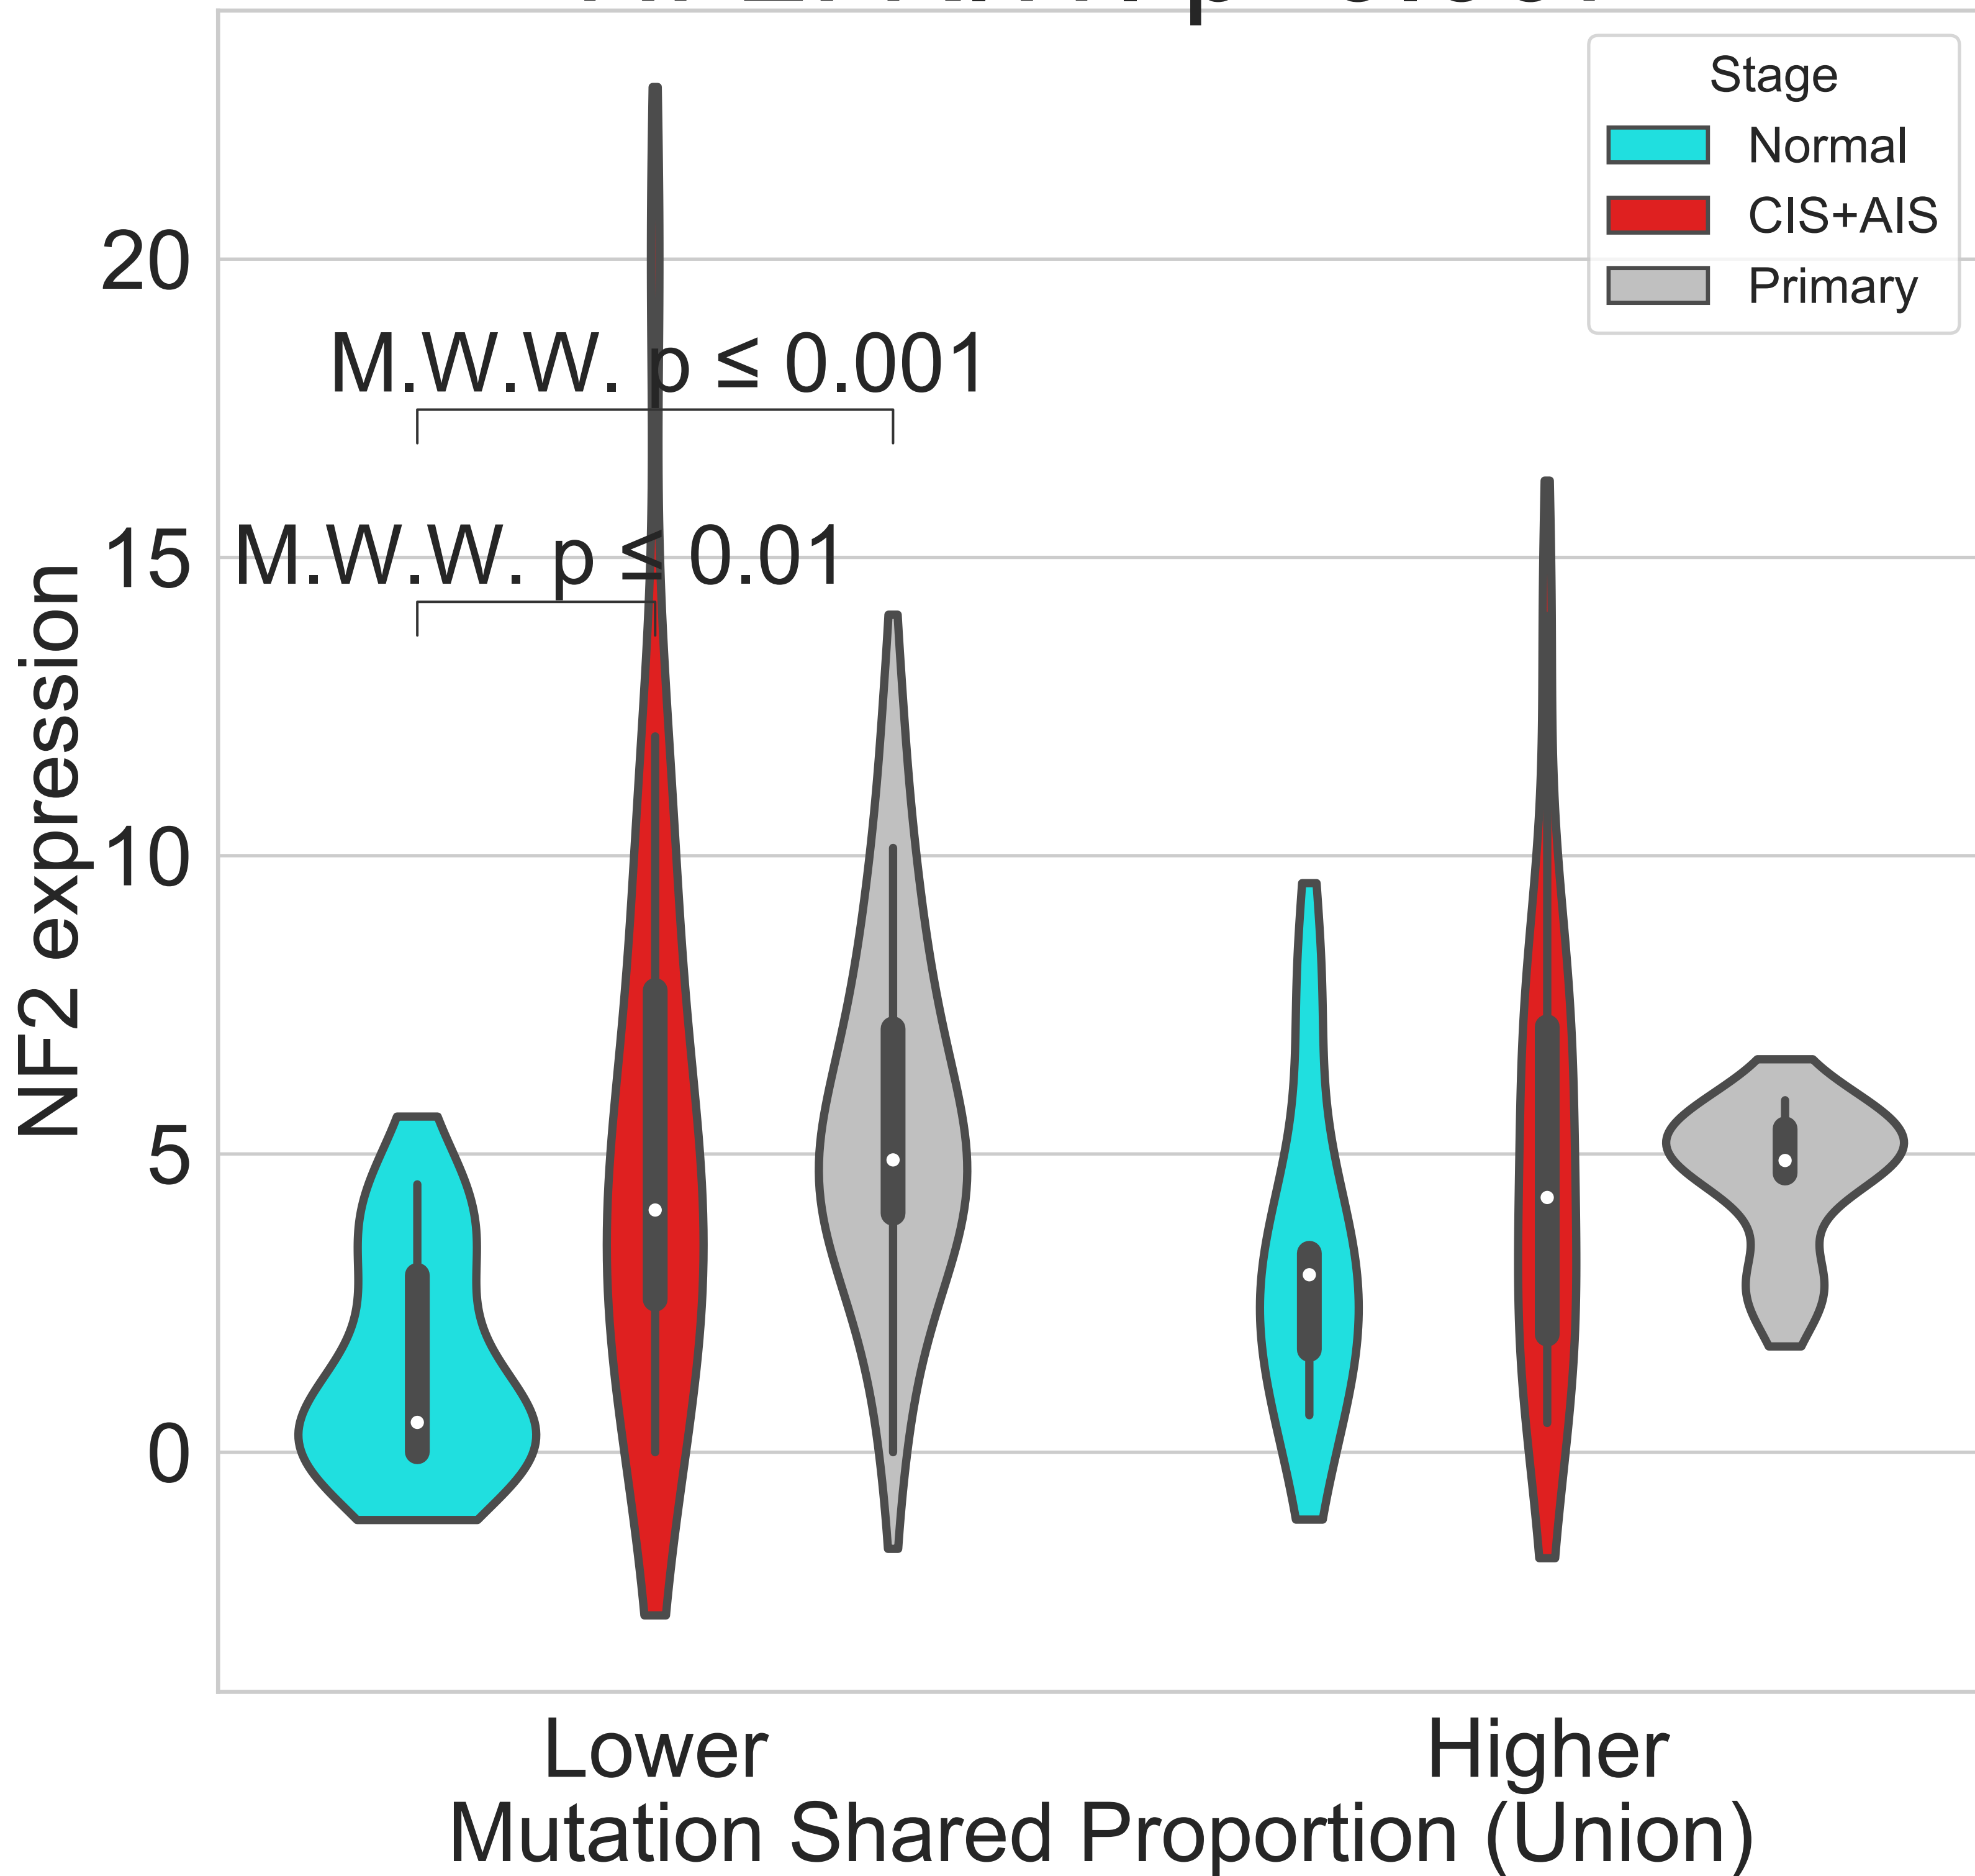 Stage
Normal
CIS+AIS
Primary
20
15
10
5
0
NF2 expression
M.W.W. p ≤ 0.001
M.W.W. p ≤ 0.01
Lower
Higher
Mutation Shared Proportion (Union)